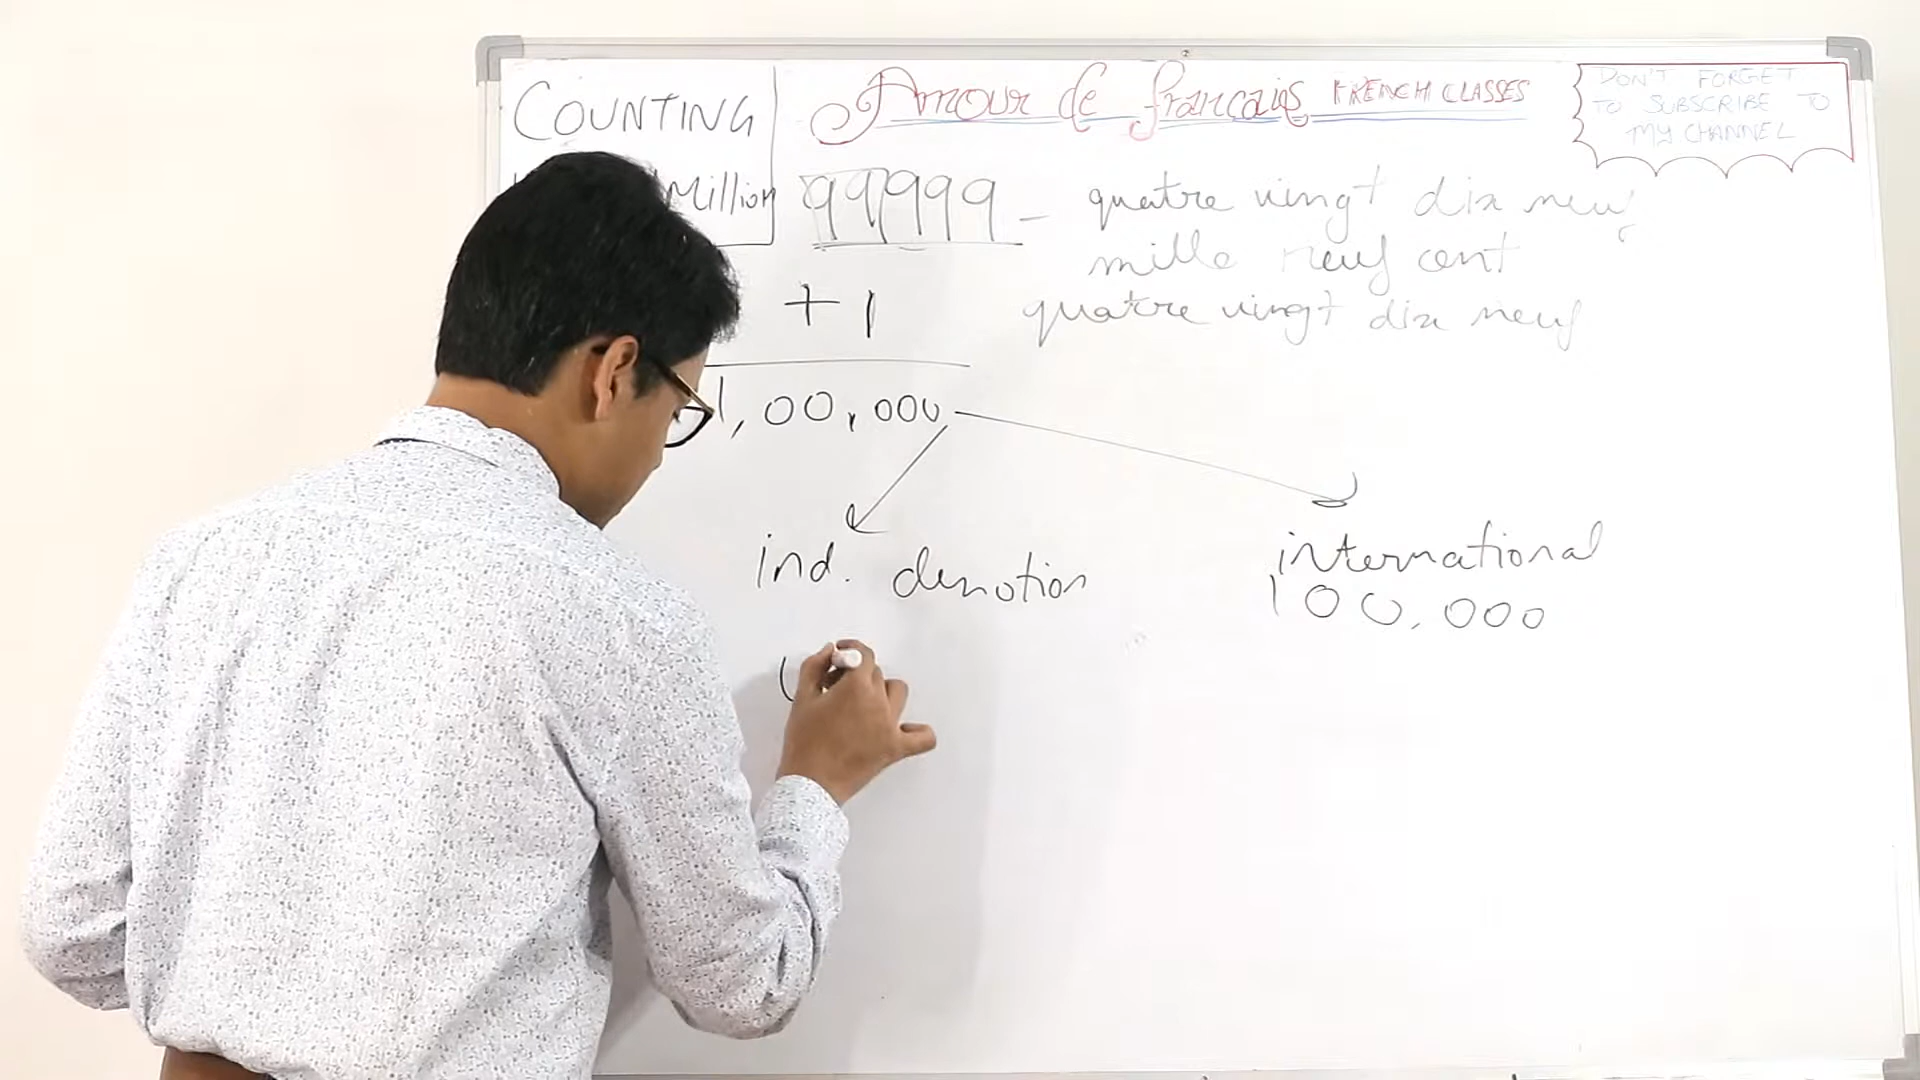 COUNTING
Amour de francais FRENCH CLASSES
DON'T FORGET
TO SUBSCRIBE TO
MY CHANNEL
Million
99999 - quatre vingt dix neuf
mille neuf cent
quatre vingt dix neuf
+ 1
1,00,000
ind. denotion
international
100,000